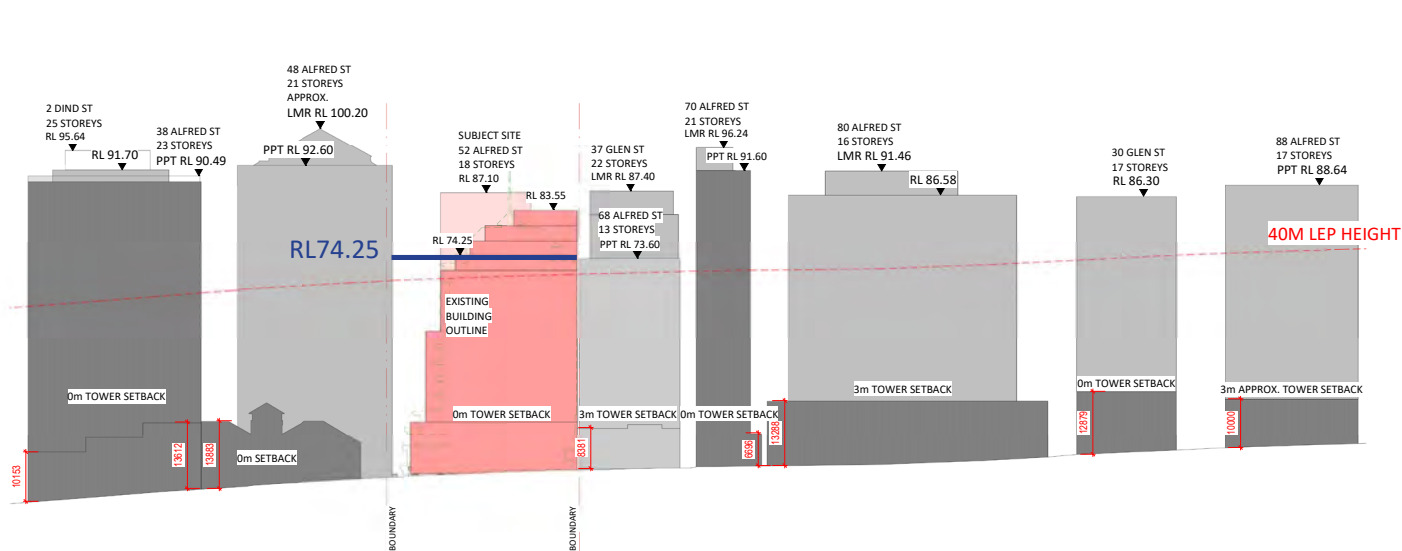 2 DIND ST
25 STOREYS
RL 95.64
RL 91.70
38 ALFRED ST
23 STOREYS
PPT RL 90.49
48 ALFRED ST
21 STOREYS
APPROX.
LMR RL 100.20
PPT RL 92.60
SUBJECT SITE
52 ALFRED ST
18 STOREYS
RL 87.10
RL 83.55
RL 74.25
RL74.25
37 GLEN ST
22 STOREYS
LMR RL 87.40
68 ALFRED ST
13 STOREYS
PPT RL 73.60
70 ALFRED ST
21 STOREYS
LMR RL 96.24
PPT RL 91.60
80 ALFRED ST
16 STOREYS
LMR RL 91.46
RL 86.58
30 GLEN ST
17 STOREYS
RL 86.30
88 ALFRED ST
17 STOREYS
PPT RL 88.64
40M LEP HEIGHT
EXISTING
BUILDING
OUTLINE
0m TOWER SETBACK
0m SETBACK
0m TOWER SETBACK
3m TOWER SETBACK
0m TOWER SETBACK
3m TOWER SETBACK
0m TOWER SETBACK
3m APPROX. TOWER SETBACK
10153
13612
13883
8381
6696
13288
12879
10000
BOUNDARY
BOUNDARY